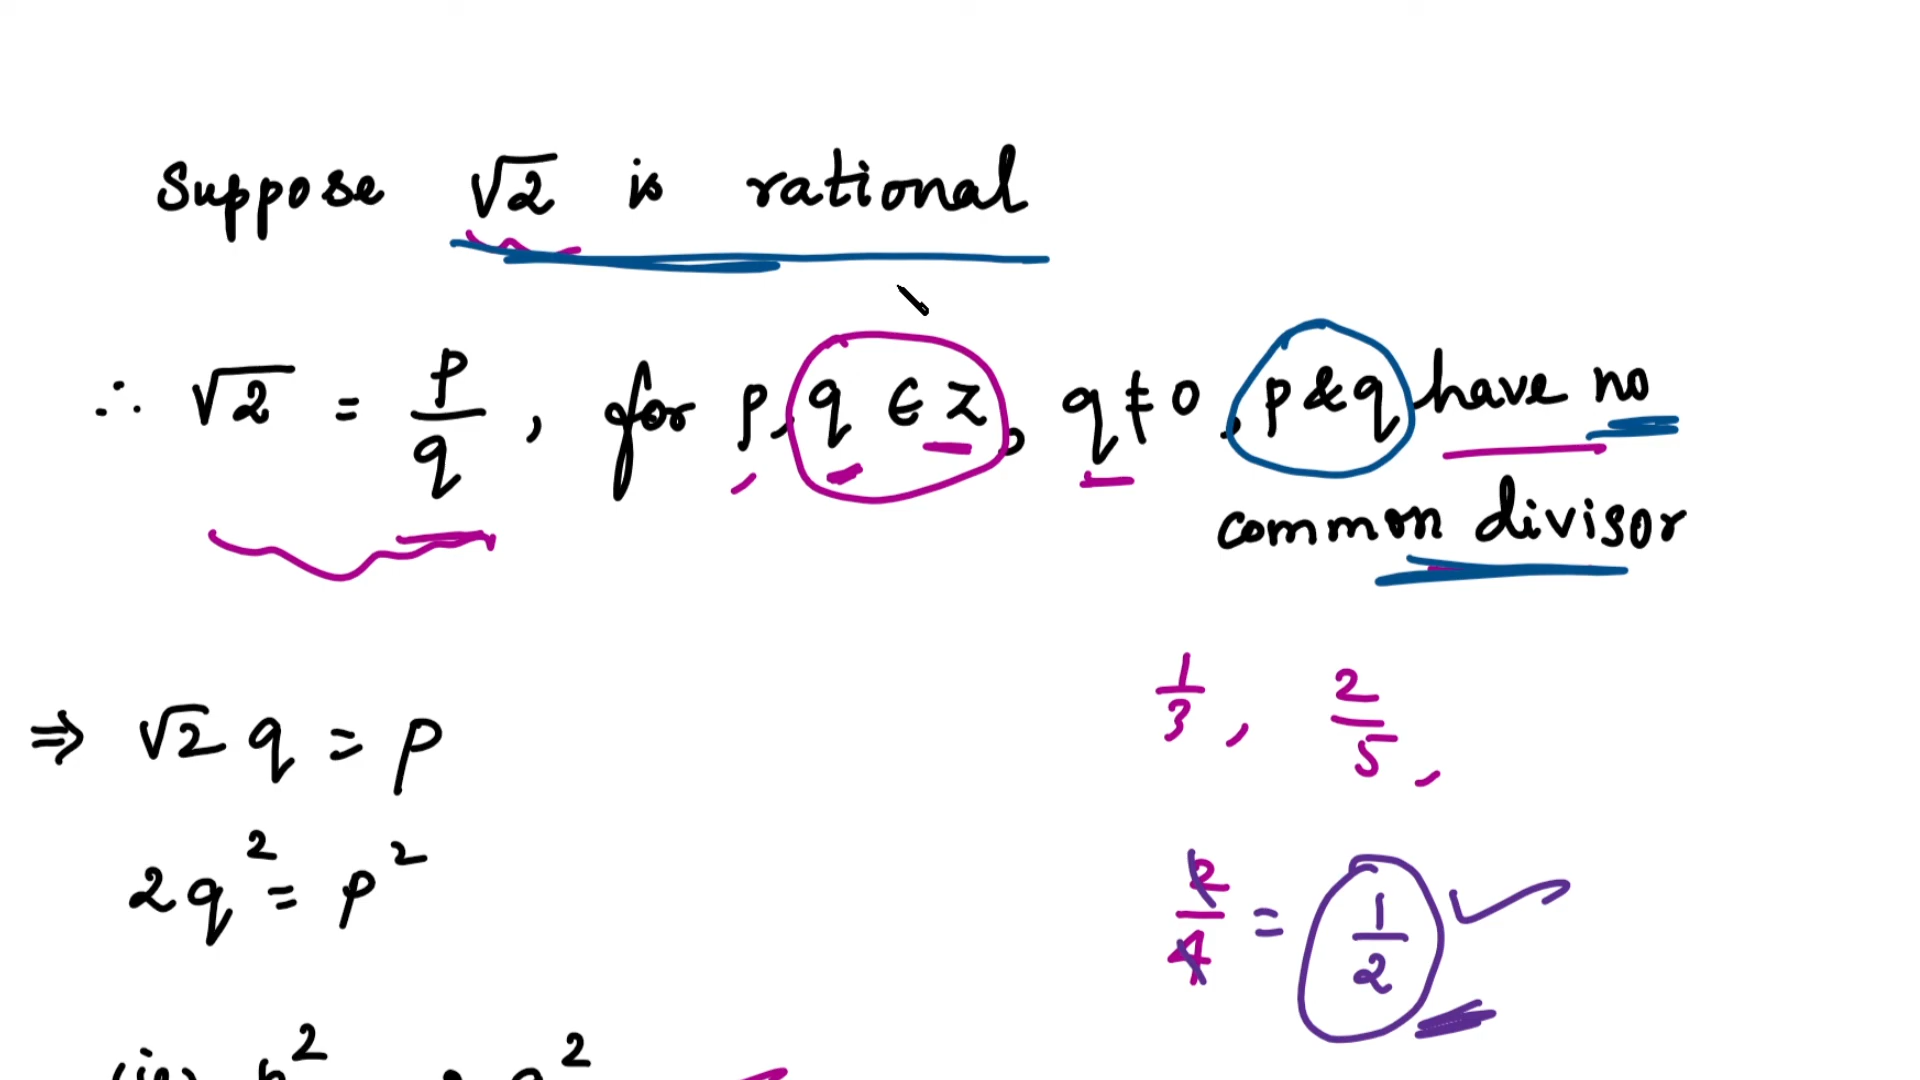 Suppose √2 is rational
∴ √2 = p/q, for p, q ∈ Z, q ≠ 0, p & q have no
common divisor
1/3, 2/5,
⇒ √2 q = p
2q² = p²
2/4 = 1/2 ✓